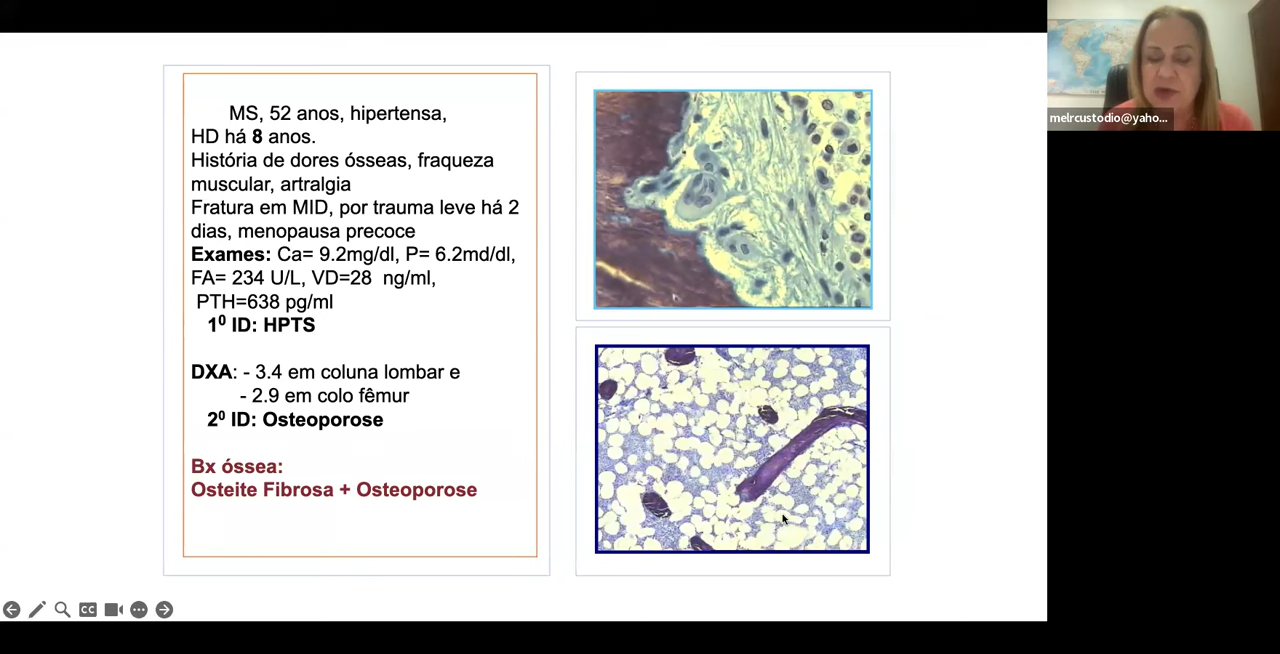 MS, 52 anos, hipertensa,
HD há 8 anos.
História de dores ósseas, fraqueza
muscular, artralgia
Fratura em MID, por trauma leve há 2
dias, menopausa precoce
Exames: Ca= 9.2mg/dl, P= 6.2md/dl,
FA= 234 U/L, VD=28 ng/ml,
PTH=638 pg/ml
1⁰ ID: HPTS
DXA: - 3.4 em coluna lombar e
- 2.9 em colo fêmur
2⁰ ID: Osteoporose
Bx óssea:
Osteite Fibrosa + Osteoporose
melrcustodio@yaho...
CC